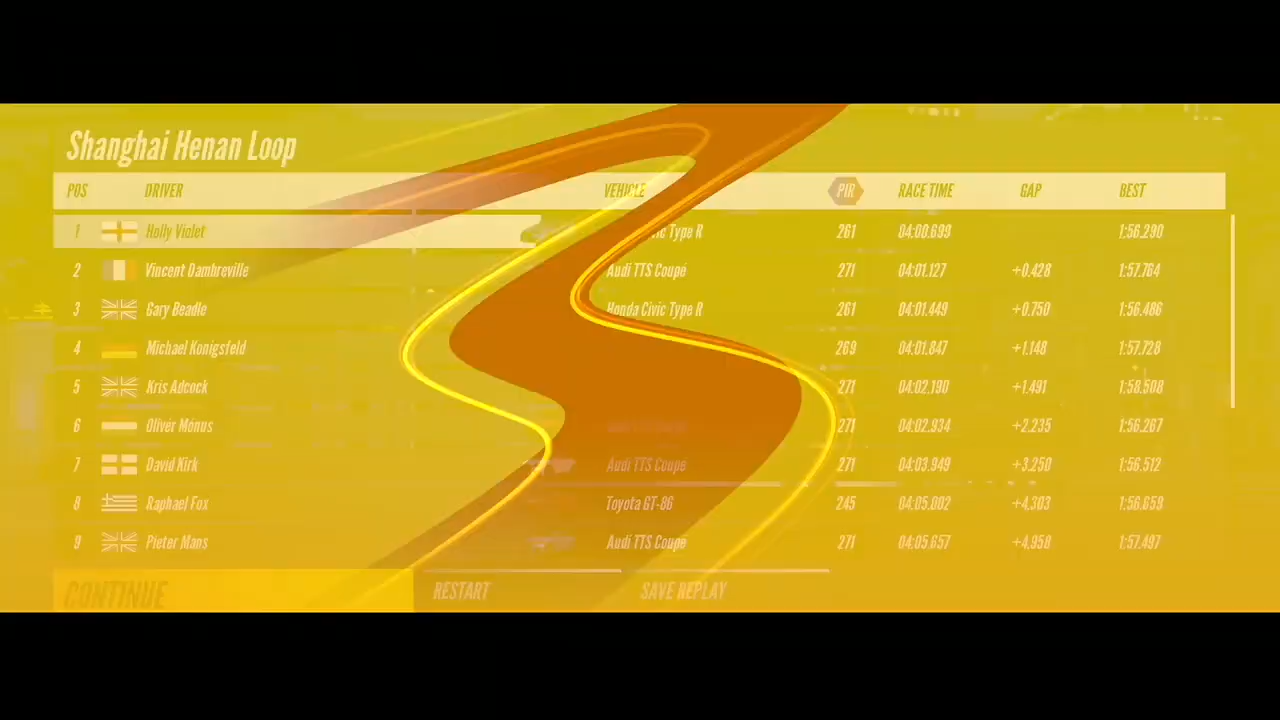 Shanghai Henan Loop
POS DRIVER VEHICLE PIR RACE TIME GAP BEST
1 Holly Violet Type R 261 04:00.699 1:56.290
2 Vincent Dambreville Audi TTS Coupé 271 04:01.127 +0.428 1:57.764
3 Gary Beadle Honda Civic Type R 261 04:01.449 +0.750 1:56.486
4 Michael Konigsfeld 269 04:01.847 +1.148 1:57.728
5 Kris Adcock 271 04:02.190 +1.491 1:58.508
6 Oliver Mónus 271 04:02.934 +2.235 1:56.267
7 David Kirk Audi TTS Coupé 271 04:03.949 +3.250 1:56.512
8 Raphael Fox Toyota GT-86 245 04:05.002 +4.303 1:56.659
9 Pieter Mans Audi TTS Coupé 271 04:05.657 +4.958 1:57.497
CONTINUE RESTART SAVE REPLAY